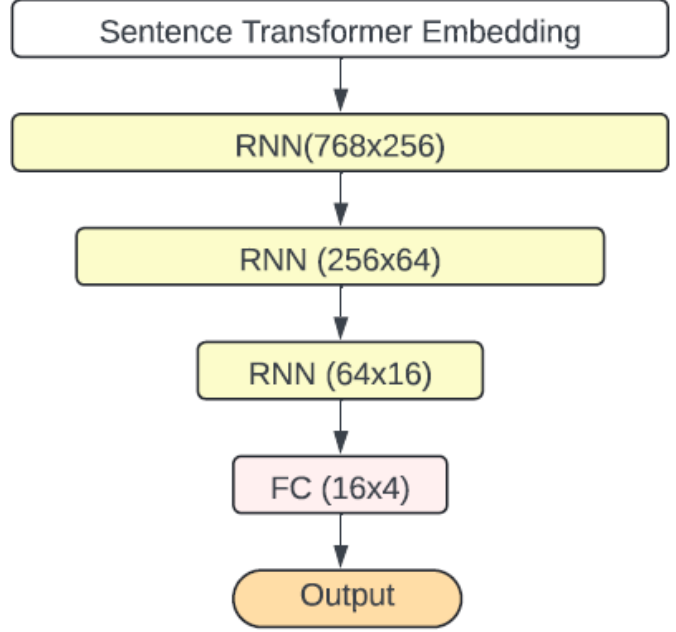 Sentence Transformer Embedding
RNN(768x256)
RNN (256x64)
RNN (64x16)
FC (16x4)
Output